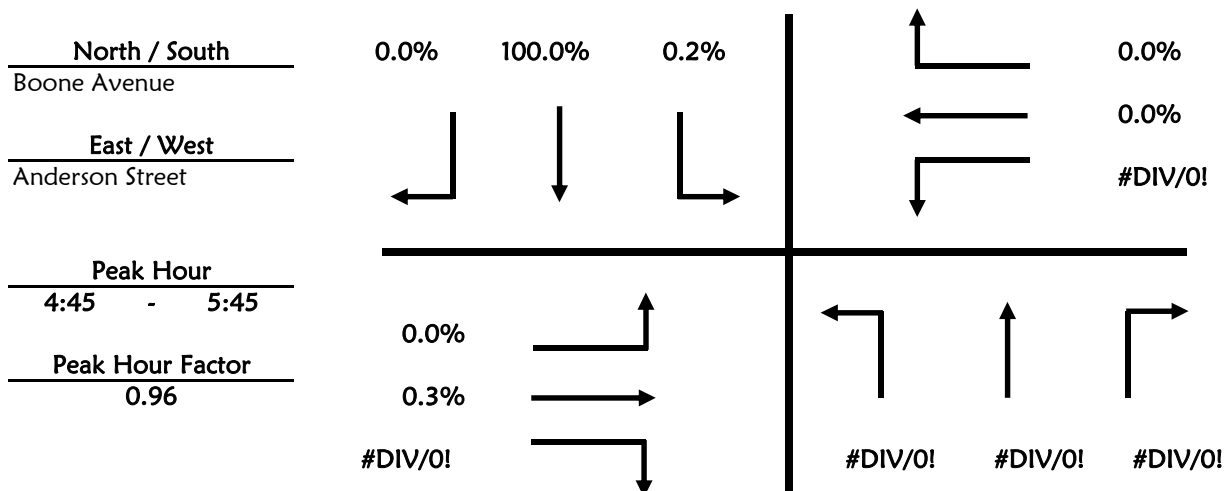 North / South
Boone Avenue
East / West
Anderson Street
Peak Hour
4:45 - 5:45
Peak Hour Factor
0.96
0.0% 100.0% 0.2%
0.0%
0.0%
#DIV/0!
0.0%
0.3%
#DIV/0!
#DIV/0! #DIV/0! #DIV/0!